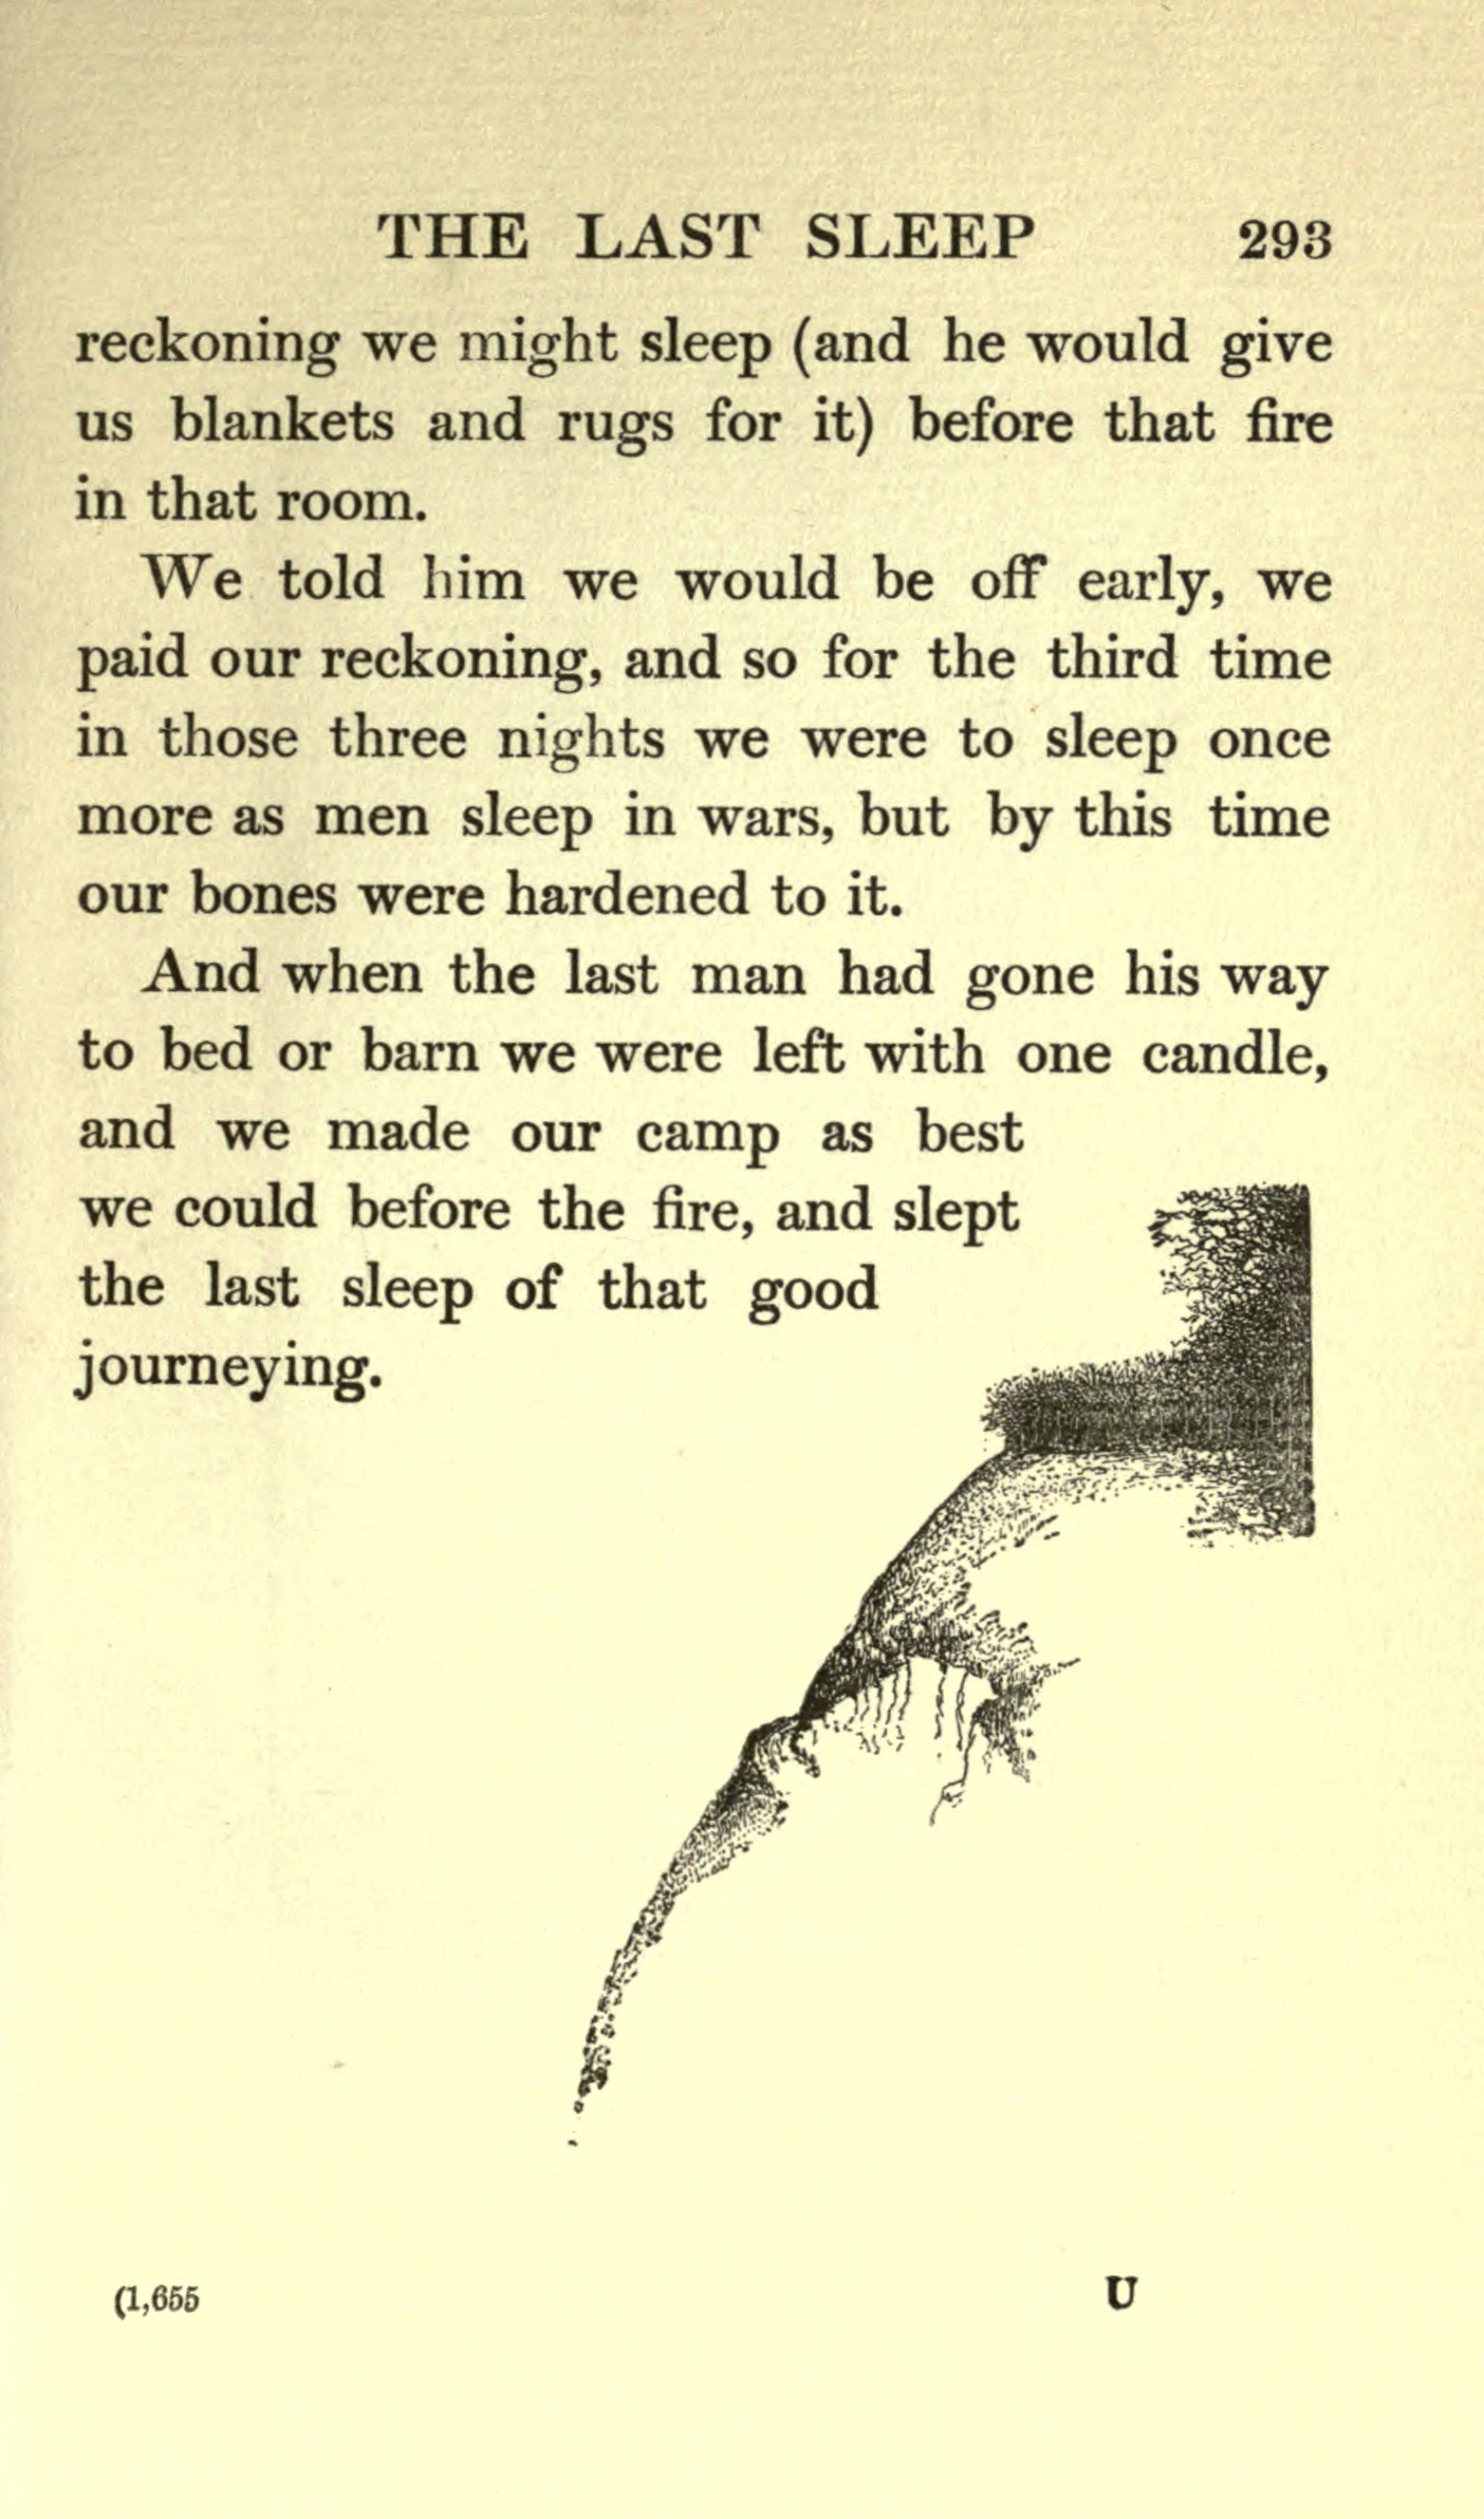 THE LAST SLEEP 293
reckoning we might sleep (and he would give
us blankets and rugs for it) before that fire
in that room.
We told him we would be off early, we
paid our reckoning, and so for the third time
in those three nights we were to sleep once
more as men sleep in wars, but by this time
our bones were hardened to it.
And when the last man had gone his way
to bed or barn we were left with one candle,
and we made our camp as best
we could before the fire, and slept
the last sleep of that good
journeying.
(1,655 U